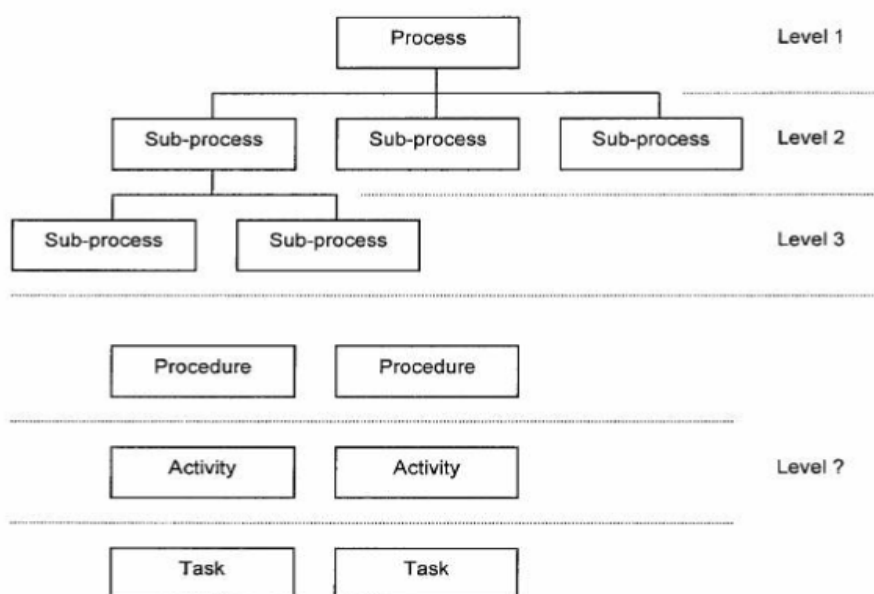 Process
Level 1
Sub-process
Sub-process
Sub-process
Level 2
Sub-process
Sub-process
Level 3
Procedure
Procedure
Activity
Activity
Level ?
Task
Task